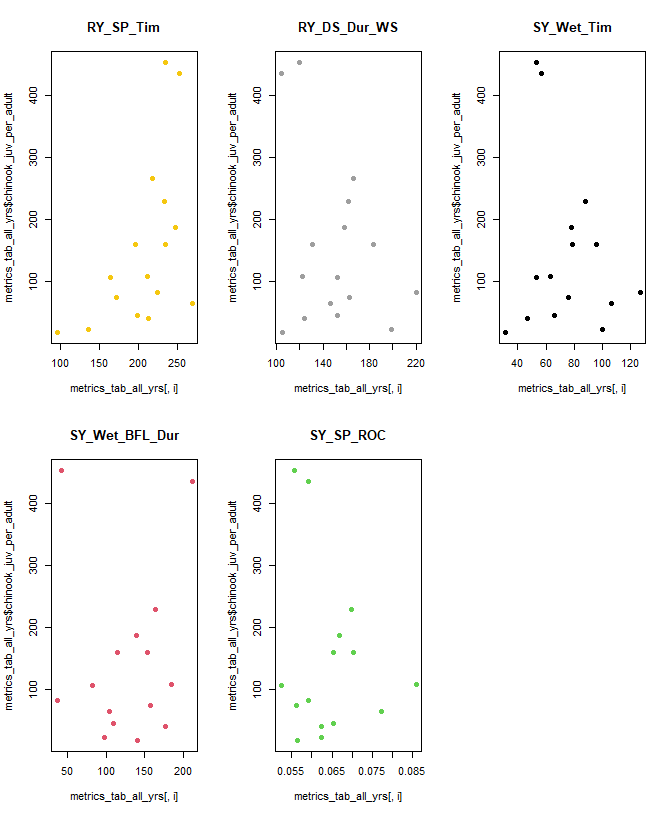 RY_SP_Tim
metrics_tab_all_yrs$chinook_juv_per_adult
400
300
200
100
100 150 200 250
metrics_tab_all_yrs[, i]
RY_DS_Dur_WS
metrics_tab_all_yrs$chinook_juv_per_adult
400
300
200
100
100 140 180 220
metrics_tab_all_yrs[, i]
SY_Wet_Tim
metrics_tab_all_yrs$chinook_juv_per_adult
400
300
200
100
40 60 80 100 120
metrics_tab_all_yrs[, i]
SY_Wet_BFL_Dur
metrics_tab_all_yrs$chinook_juv_per_adult
400
300
200
100
50 100 150 200
metrics_tab_all_yrs[, i]
SY_SP_ROC
metrics_tab_all_yrs$chinook_juv_per_adult
400
300
200
100
0.055 0.065 0.075 0.085
metrics_tab_all_yrs[, i]